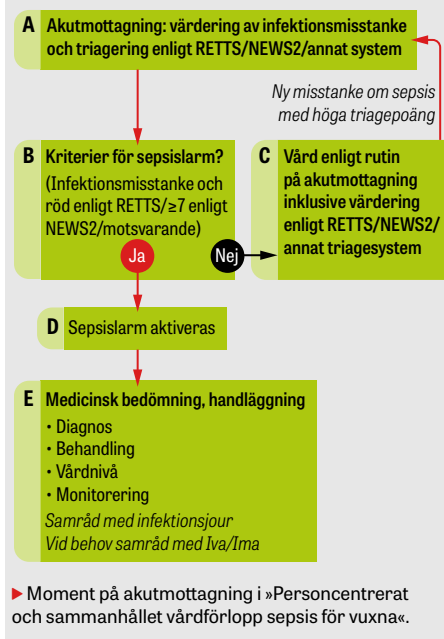 A Akutmottagning: värdering av infektionsmisstanke
och triagering enligt RETTS/NEWS2/annat system
Ny misstanke om sepsis
med höga triagepoäng
B Kriterier för sepsislarm?
(Infektionsmisstanke och
röd enligt RETTS/≥7 enligt
NEWS2/motsvarande)
Ja
Nej
C Vård enligt rutin
på akutmottagning
inklusive värdering
enligt RETTS/NEWS2/
annat triagesystem
D Sepsislarm aktiveras
E Medicinsk bedömning, handläggning
· Diagnos
· Behandling
· Vårdnivå
· Monitorering
Samråd med infektionsjour
Vid behov samråd med Iva/Ima
▶ Moment på akutmottagning i »Personcentrerat
och sammanhållet vårdförlopp sepsis för vuxna«.